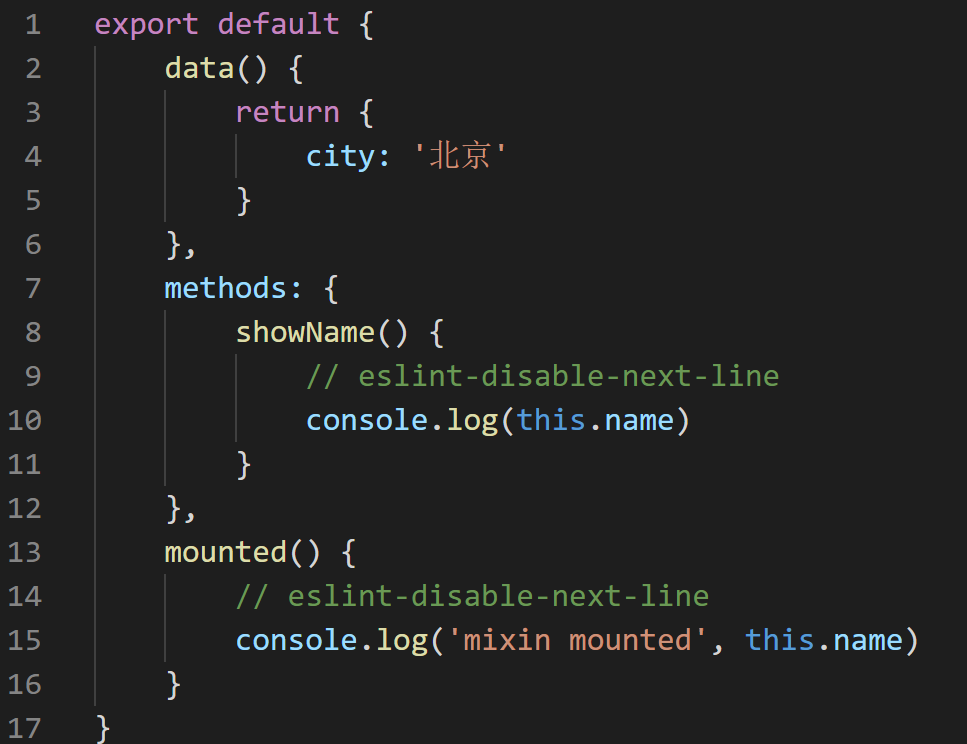 1 export default {
2     data() {
3         return {
4             city: '北京'
5         }
6     },
7     methods: {
8         showName() {
9             // eslint-disable-next-line
10             console.log(this.name)
11         }
12     },
13     mounted() {
14         // eslint-disable-next-line
15         console.log('mixin mounted', this.name)
16     }
17 }